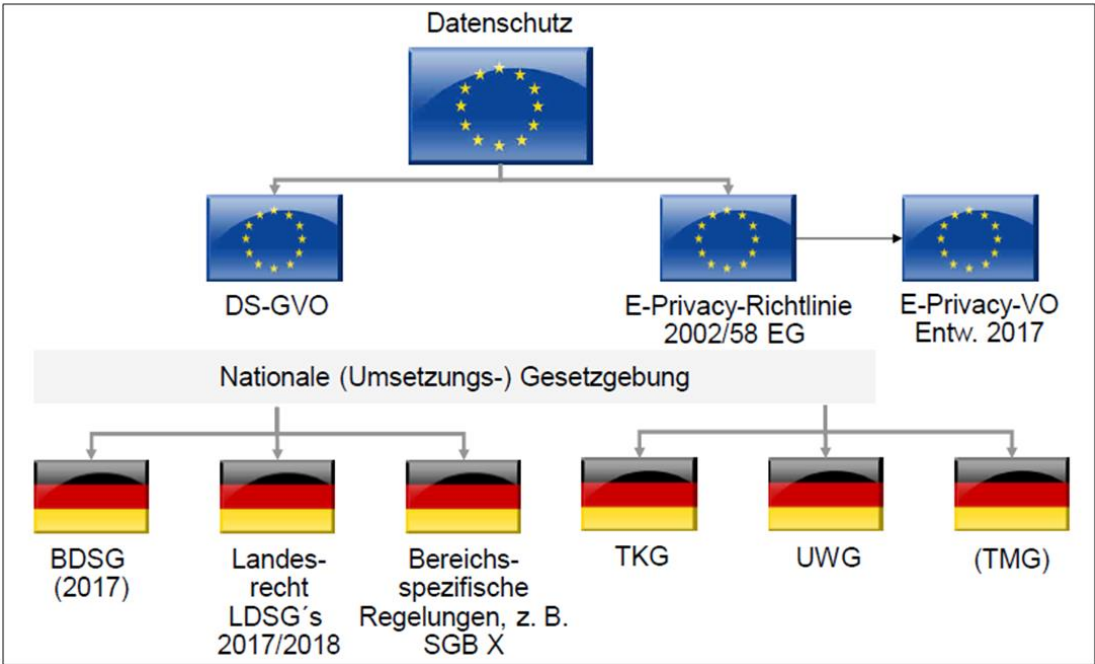 Datenschutz
DS-GVO
E-Privacy-Richtlinie
2002/58 EG
E-Privacy-VO
Entw. 2017
Nationale (Umsetzungs-) Gesetzgebung
BDSG
(2017)
Landes-
recht
LDSG´s
2017/2018
Bereichs-
spezifische
Regelungen, z. B.
SGB X
TKG
UWG
(TMG)